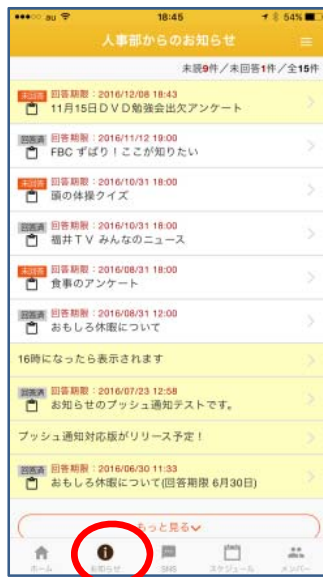 au 18:45 54%
人事部からのお知らせ
未読9件／未回答1件／全15件
未回答 回答期限：2016/12/08 18:43
11月15日ＤＶＤ勉強会出欠アンケート
回答済 回答期限：2016/11/12 19:00
FBC ずばり！ここが知りたい
未回答 回答期限：2016/10/31 18:00
頭の体操クイズ
回答済 回答期限：2016/10/31 18:00
福井ＴＶ みんなのニュース
未回答 回答期限：2016/08/31 18:00
食事のアンケート
回答済 回答期限：2016/08/31 12:00
おもしろ休暇について
16時になったら表示されます
回答済 回答期限：2016/07/23 12:58
お知らせのプッシュ通知テストです。
プッシュ通知対応版がリリース予定！
回答済 回答期限：2016/06/30 11:33
おもしろ休暇について(回答期限 6月30日)
もっと見る
ホーム お知らせ SNS スケジュール メンバー